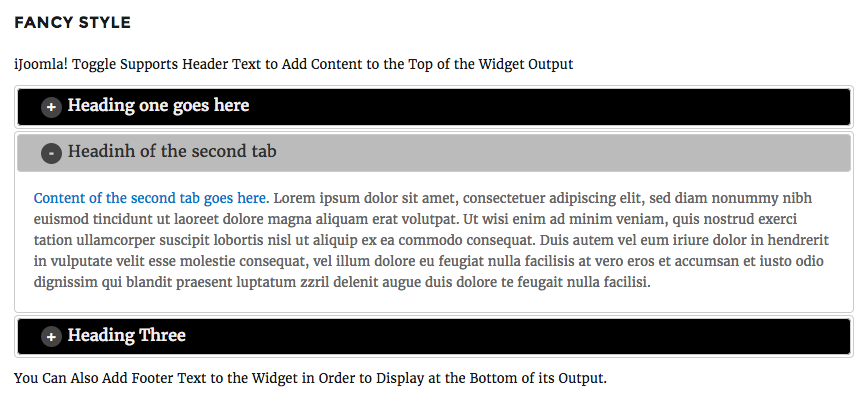 FANCY STYLE
iJoomla! Toggle Supports Header Text to Add Content to the Top of the Widget Output
+ Heading one goes here
- Headinh of the second tab
Content of the second tab goes here. Lorem ipsum dolor sit amet, consectetuer adipiscing elit, sed diam nonummy nibh
euismod tincidunt ut laoreet dolore magna aliquam erat volutpat. Ut wisi enim ad minim veniam, quis nostrud exerci
tation ullamcorper suscipit lobortis nisl ut aliquip ex ea commodo consequat. Duis autem vel eum iriure dolor in hendrerit
in vulputate velit esse molestie consequat, vel illum dolore eu feugiat nulla facilisis at vero eros et accumsan et iusto odio
dignissim qui blandit praesent luptatum zzril delenit augue duis dolore te feugait nulla facilisi.
+ Heading Three
You Can Also Add Footer Text to the Widget in Order to Display at the Bottom of its Output.